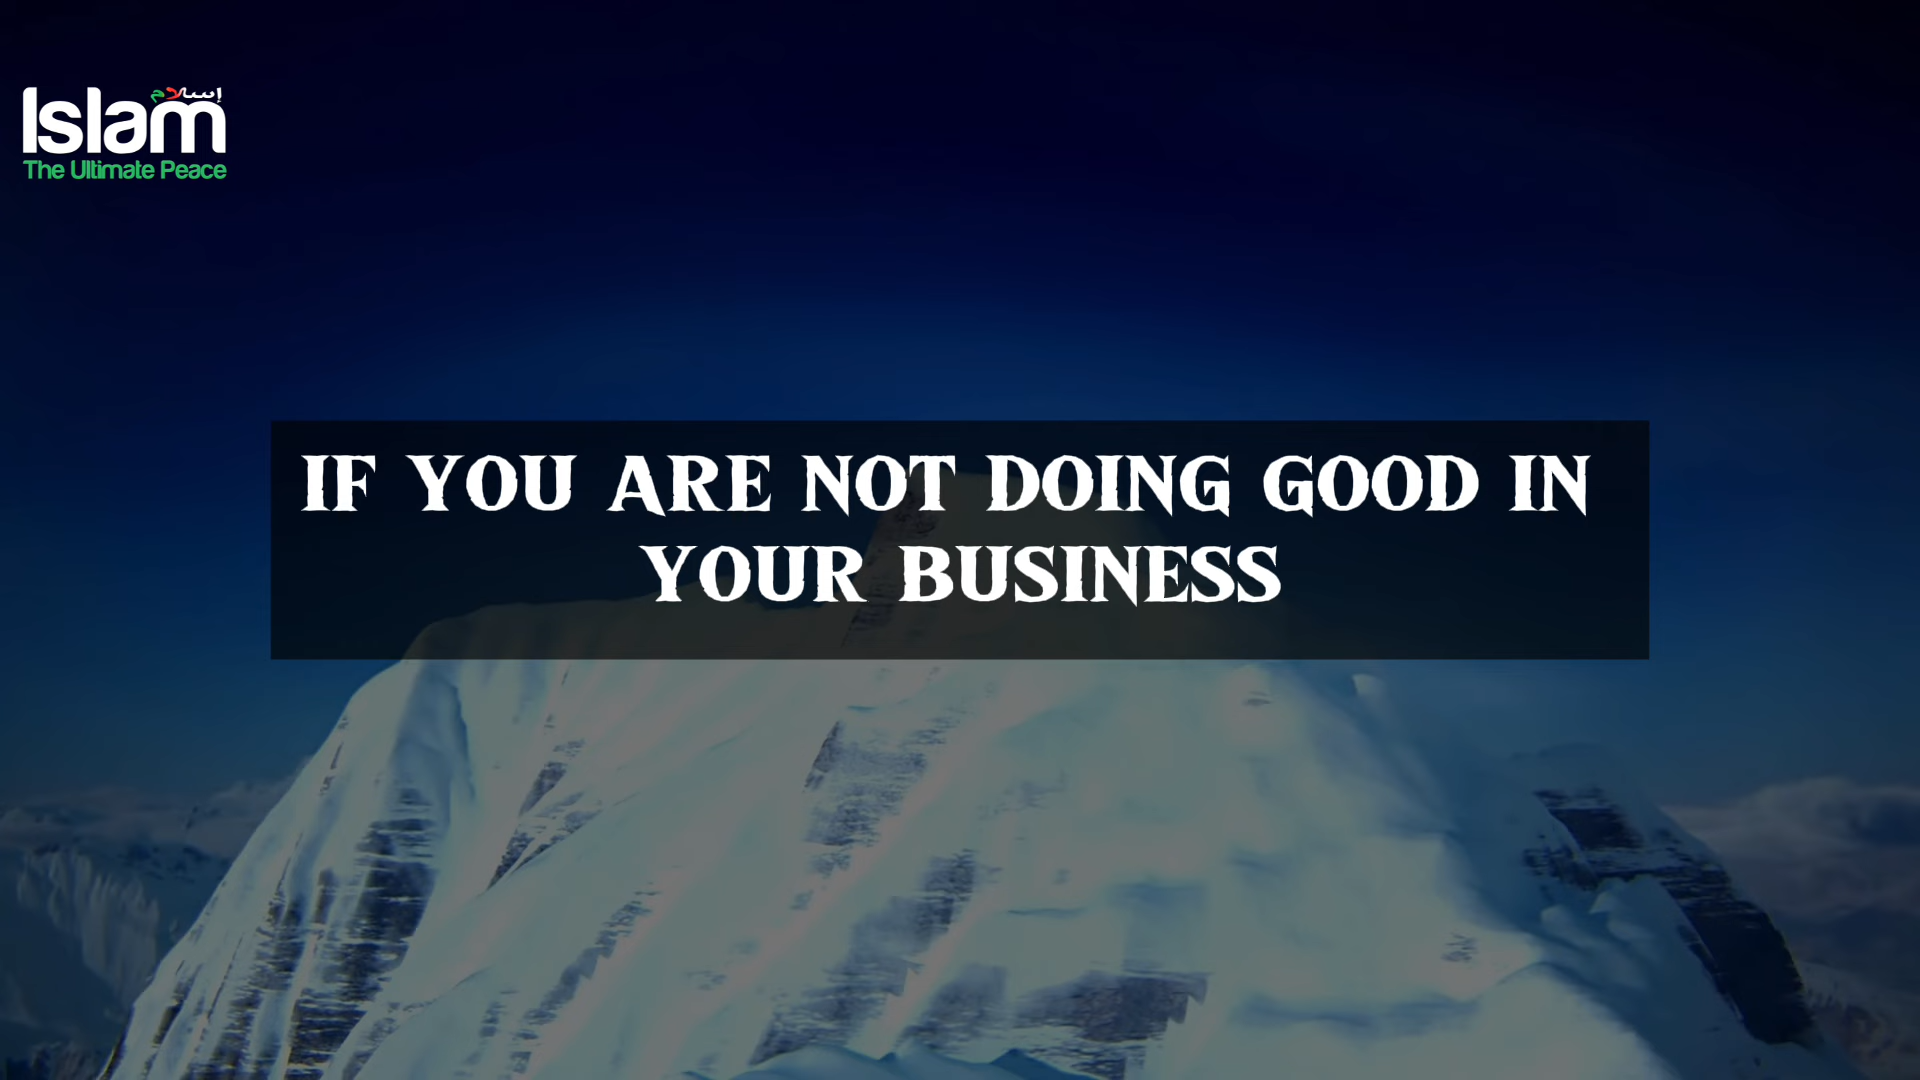 إسلام
Islam
The Ultimate Peace
IF YOU ARE NOT DOING GOOD IN
YOUR BUSINESS